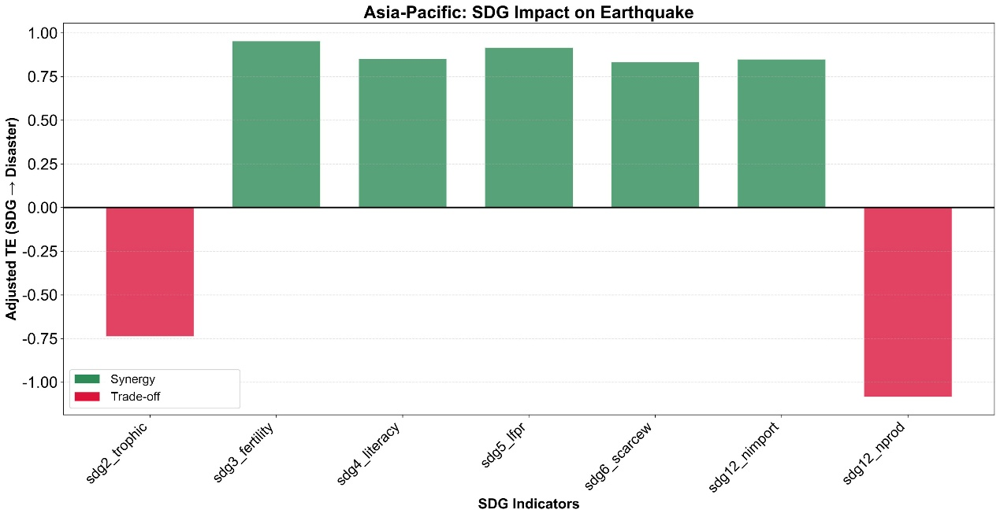 Asia-Pacific: SDG Impact on Earthquake
Adjusted TE (SDG → Disaster)
1.00
0.75
0.50
0.25
0.00
-0.25
-0.50
-0.75
-1.00
Synergy
Trade-off
sdg2_trophic
sdg3_fertility
sdg4_literacy
sdg5_lfpr
sdg6_scarcew
sdg12_nimport
sdg12_nprod
SDG Indicators